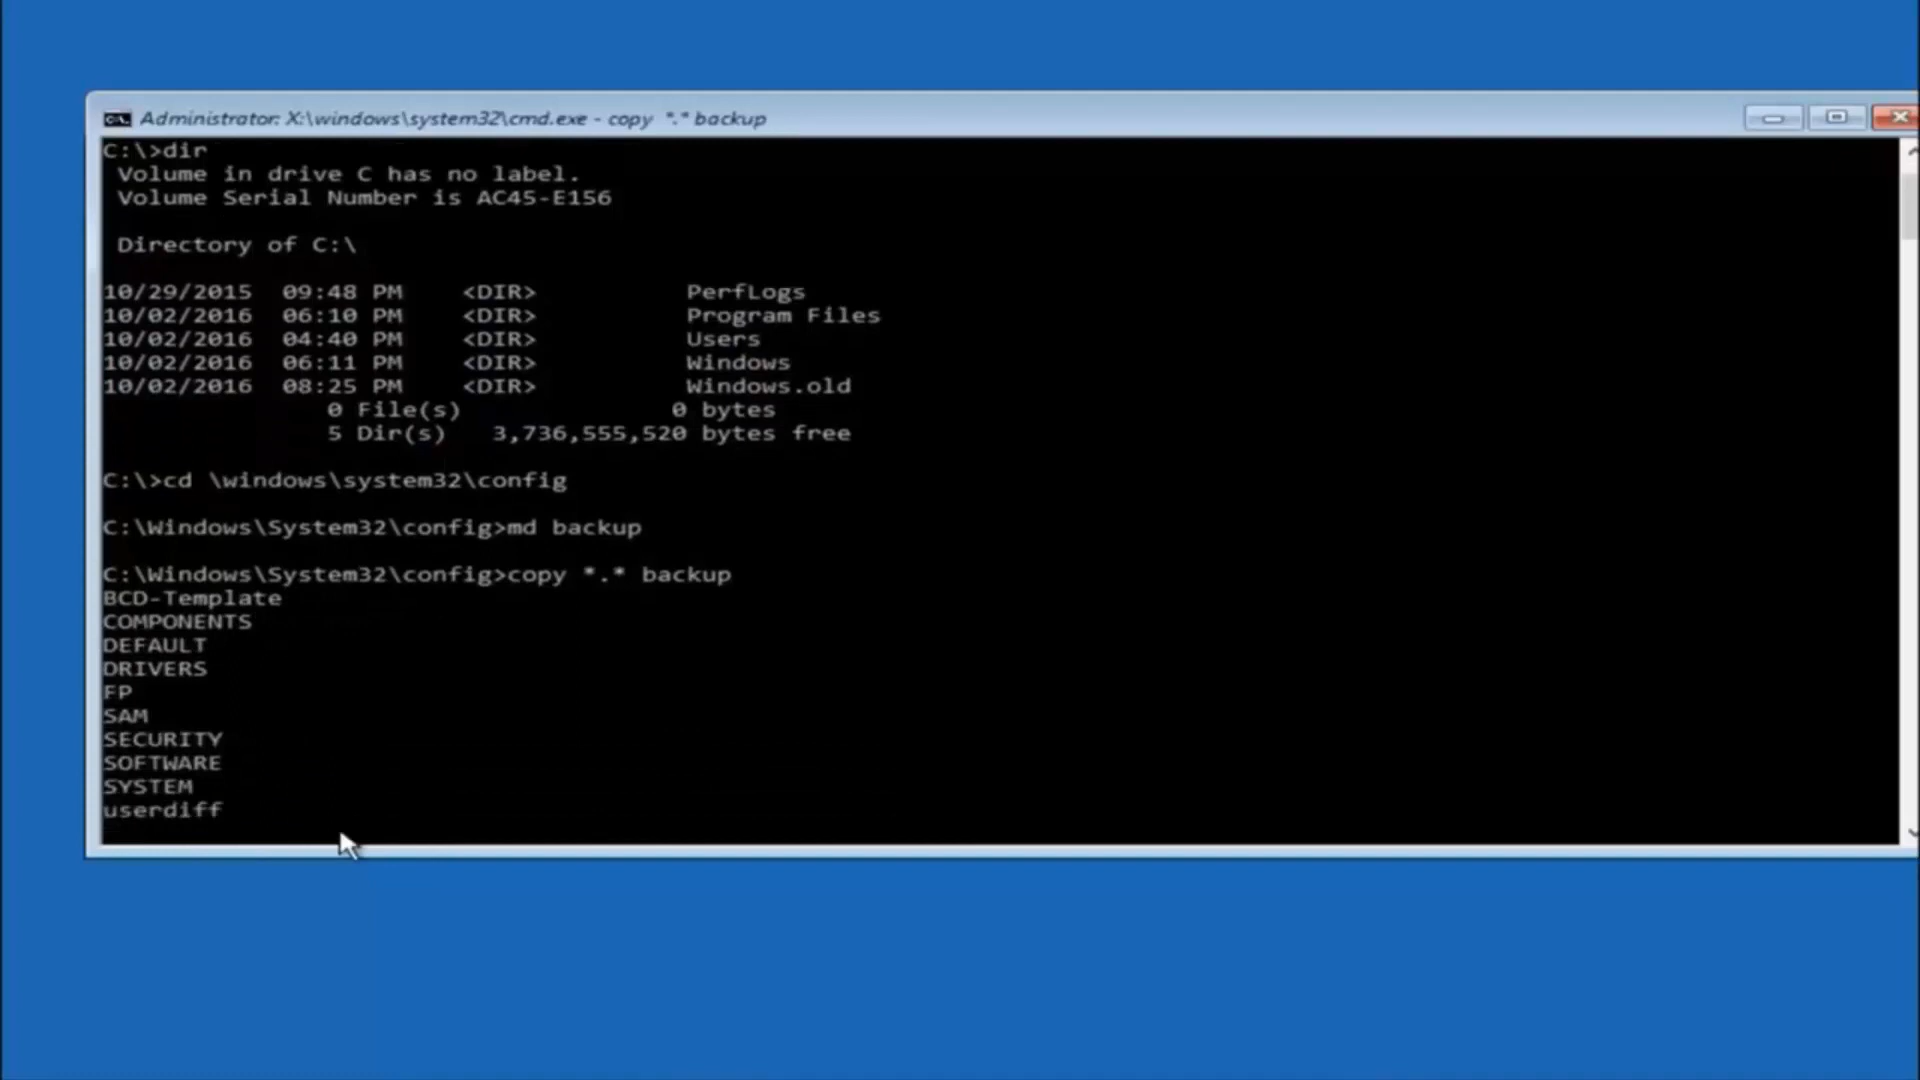 Administrator: X:\windows\system32\cmd.exe - copy *.* backup
C:\>dir
Volume in drive C has no label.
Volume Serial Number is AC45-E156
Directory of C:\
10/29/2015 09:48 PM <DIR> PerfLogs
10/02/2016 06:10 PM <DIR> Program Files
10/02/2016 04:40 PM <DIR> Users
10/02/2016 06:11 PM <DIR> Windows
10/02/2016 08:25 PM <DIR> Windows.old
0 File(s) 0 bytes
5 Dir(s) 3,736,555,520 bytes free
C:\>cd \windows\system32\config
C:\Windows\System32\config>md backup
C:\Windows\System32\config>copy *.* backup
BCD-Template
COMPONENTS
DEFAULT
DRIVERS
FP
SAM
SECURITY
SOFTWARE
SYSTEM
userdiff